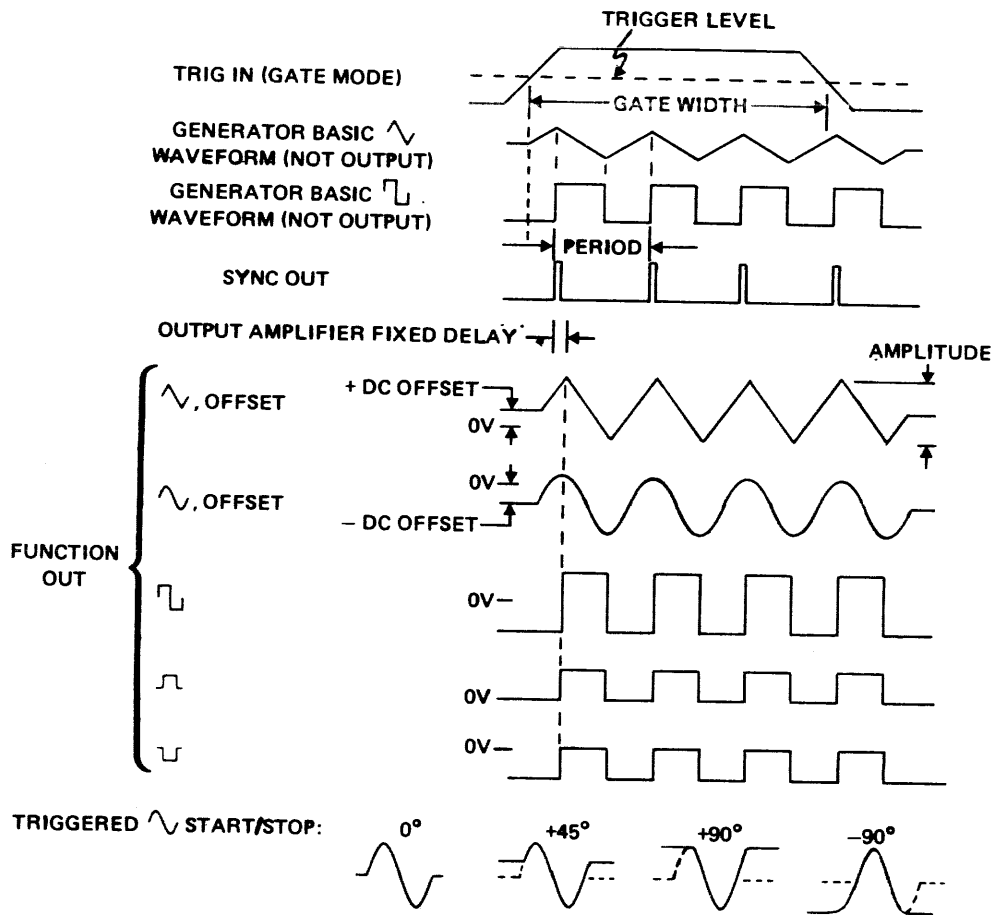 TRIGGER LEVEL
TRIG IN (GATE MODE)
GATE WIDTH
GENERATOR BASIC
WAVEFORM (NOT OUTPUT)
GENERATOR BASIC
WAVEFORM (NOT OUTPUT)
PERIOD
SYNC OUT
OUTPUT AMPLIFIER FIXED DELAY
AMPLITUDE
+ DC OFFSET
, OFFSET
0V
0V
, OFFSET
− DC OFFSET
FUNCTION
OUT
0V
0V
0V
TRIGGERED START/STOP:
0° +45° +90° −90°